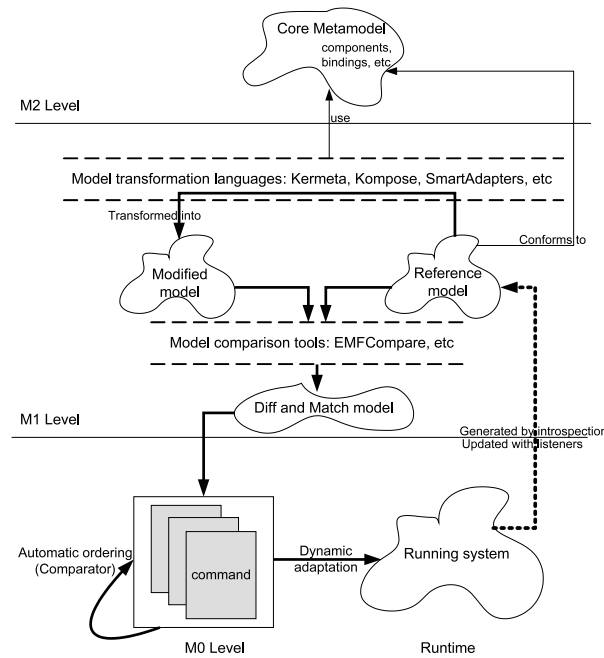 Core Metamodel
components,
bindings, etc
M2 Level
use
Model transformation languages: Kermeta, Kompose, SmartAdapters, etc
Transformed into
Conforms to
Modified
model
Reference
model
Model comparison tools: EMFCompare, etc
Diff and Match model
M1 Level
Generated by introspection
Updated with listeners
Automatic ordering
(Comparator)
command
Dynamic
adaptation
Running system
M0 Level
Runtime